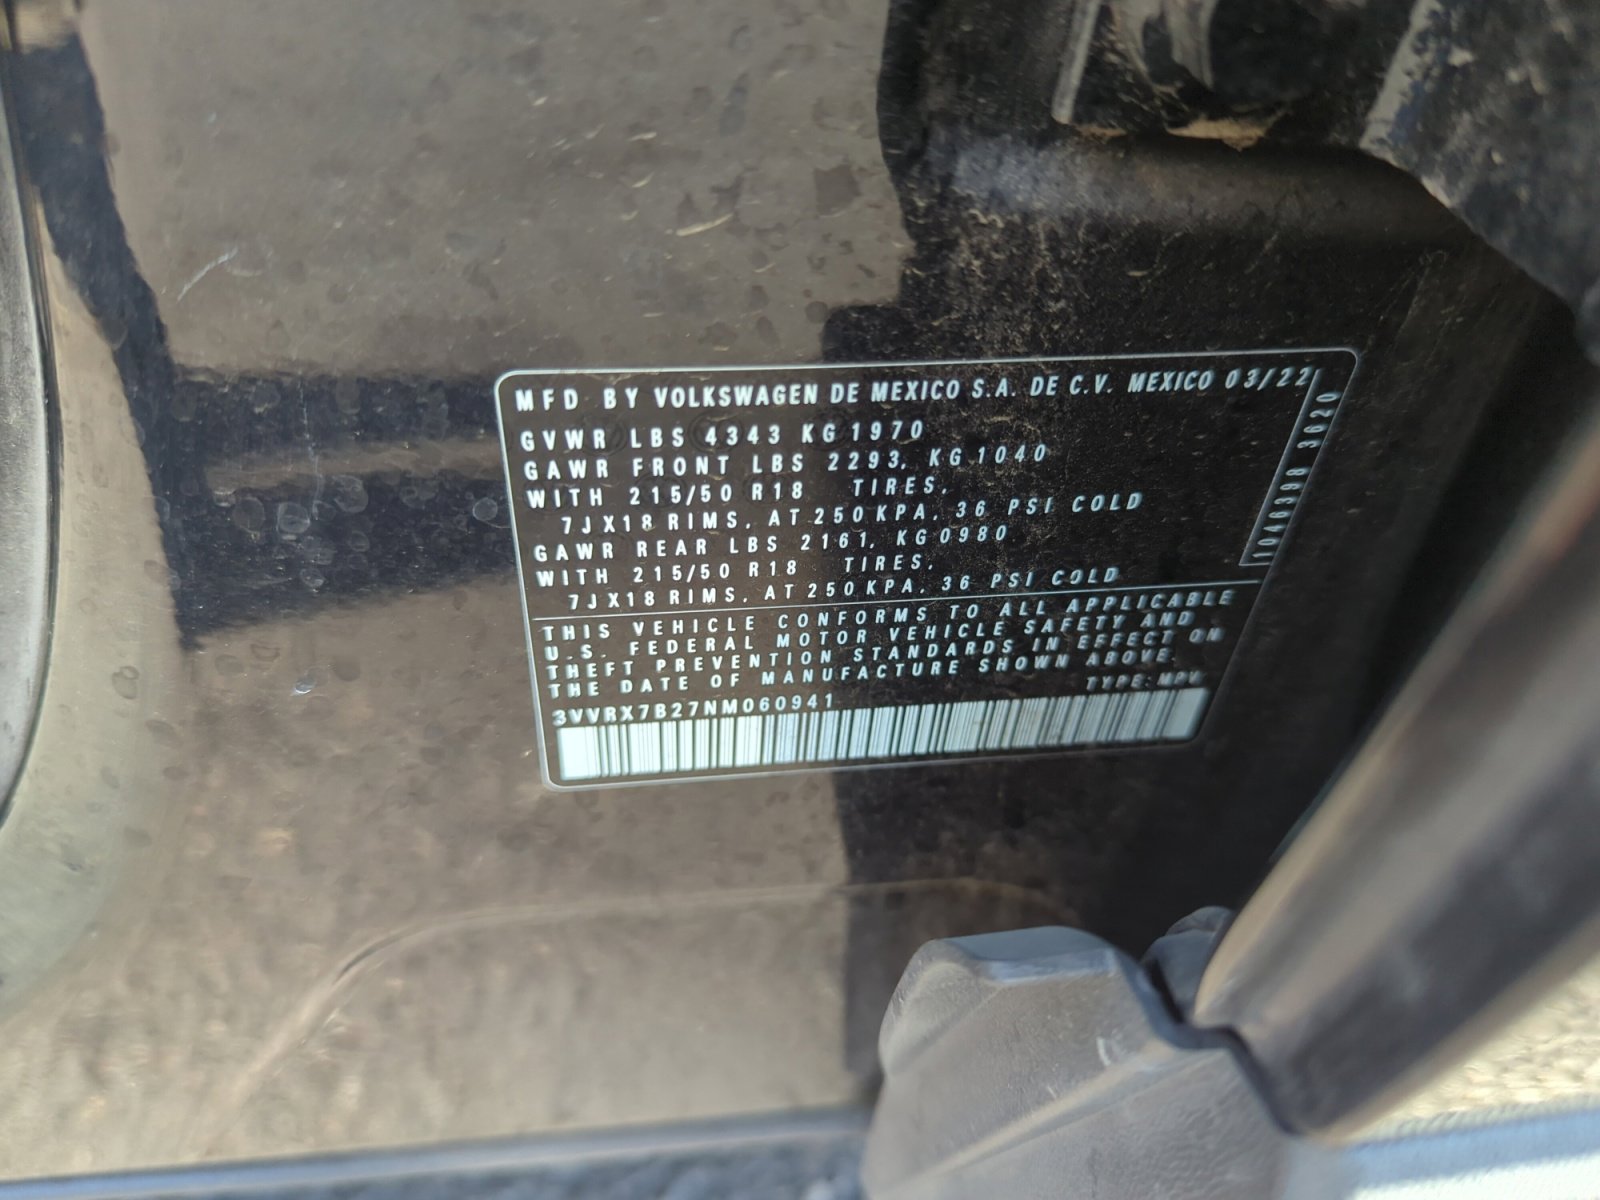 MFD BY VOLKSWAGEN DE MEXICO S.A. DE C.V. MEXICO 03/22
GVWR LBS 4343 KG 1970
GAWR FRONT LBS 2293, KG 1040
WITH 215/50 R18 TIRES,
7JX18 RIMS, AT 250 KPA, 36 PSI COLD
GAWR REAR LBS 2161, KG 0980
WITH 215/50 R18 TIRES,
7JX18 RIMS, AT 250 KPA, 36 PSI COLD
THIS VEHICLE CONFORMS TO ALL APPLICABLE
U.S. FEDERAL MOTOR VEHICLE SAFETY AND
THEFT PREVENTION STANDARDS IN EFFECT ON
THE DATE OF MANUFACTURE SHOWN ABOVE.
TYPE: MPV
3VVRX7B27NM060941
1046398 3620